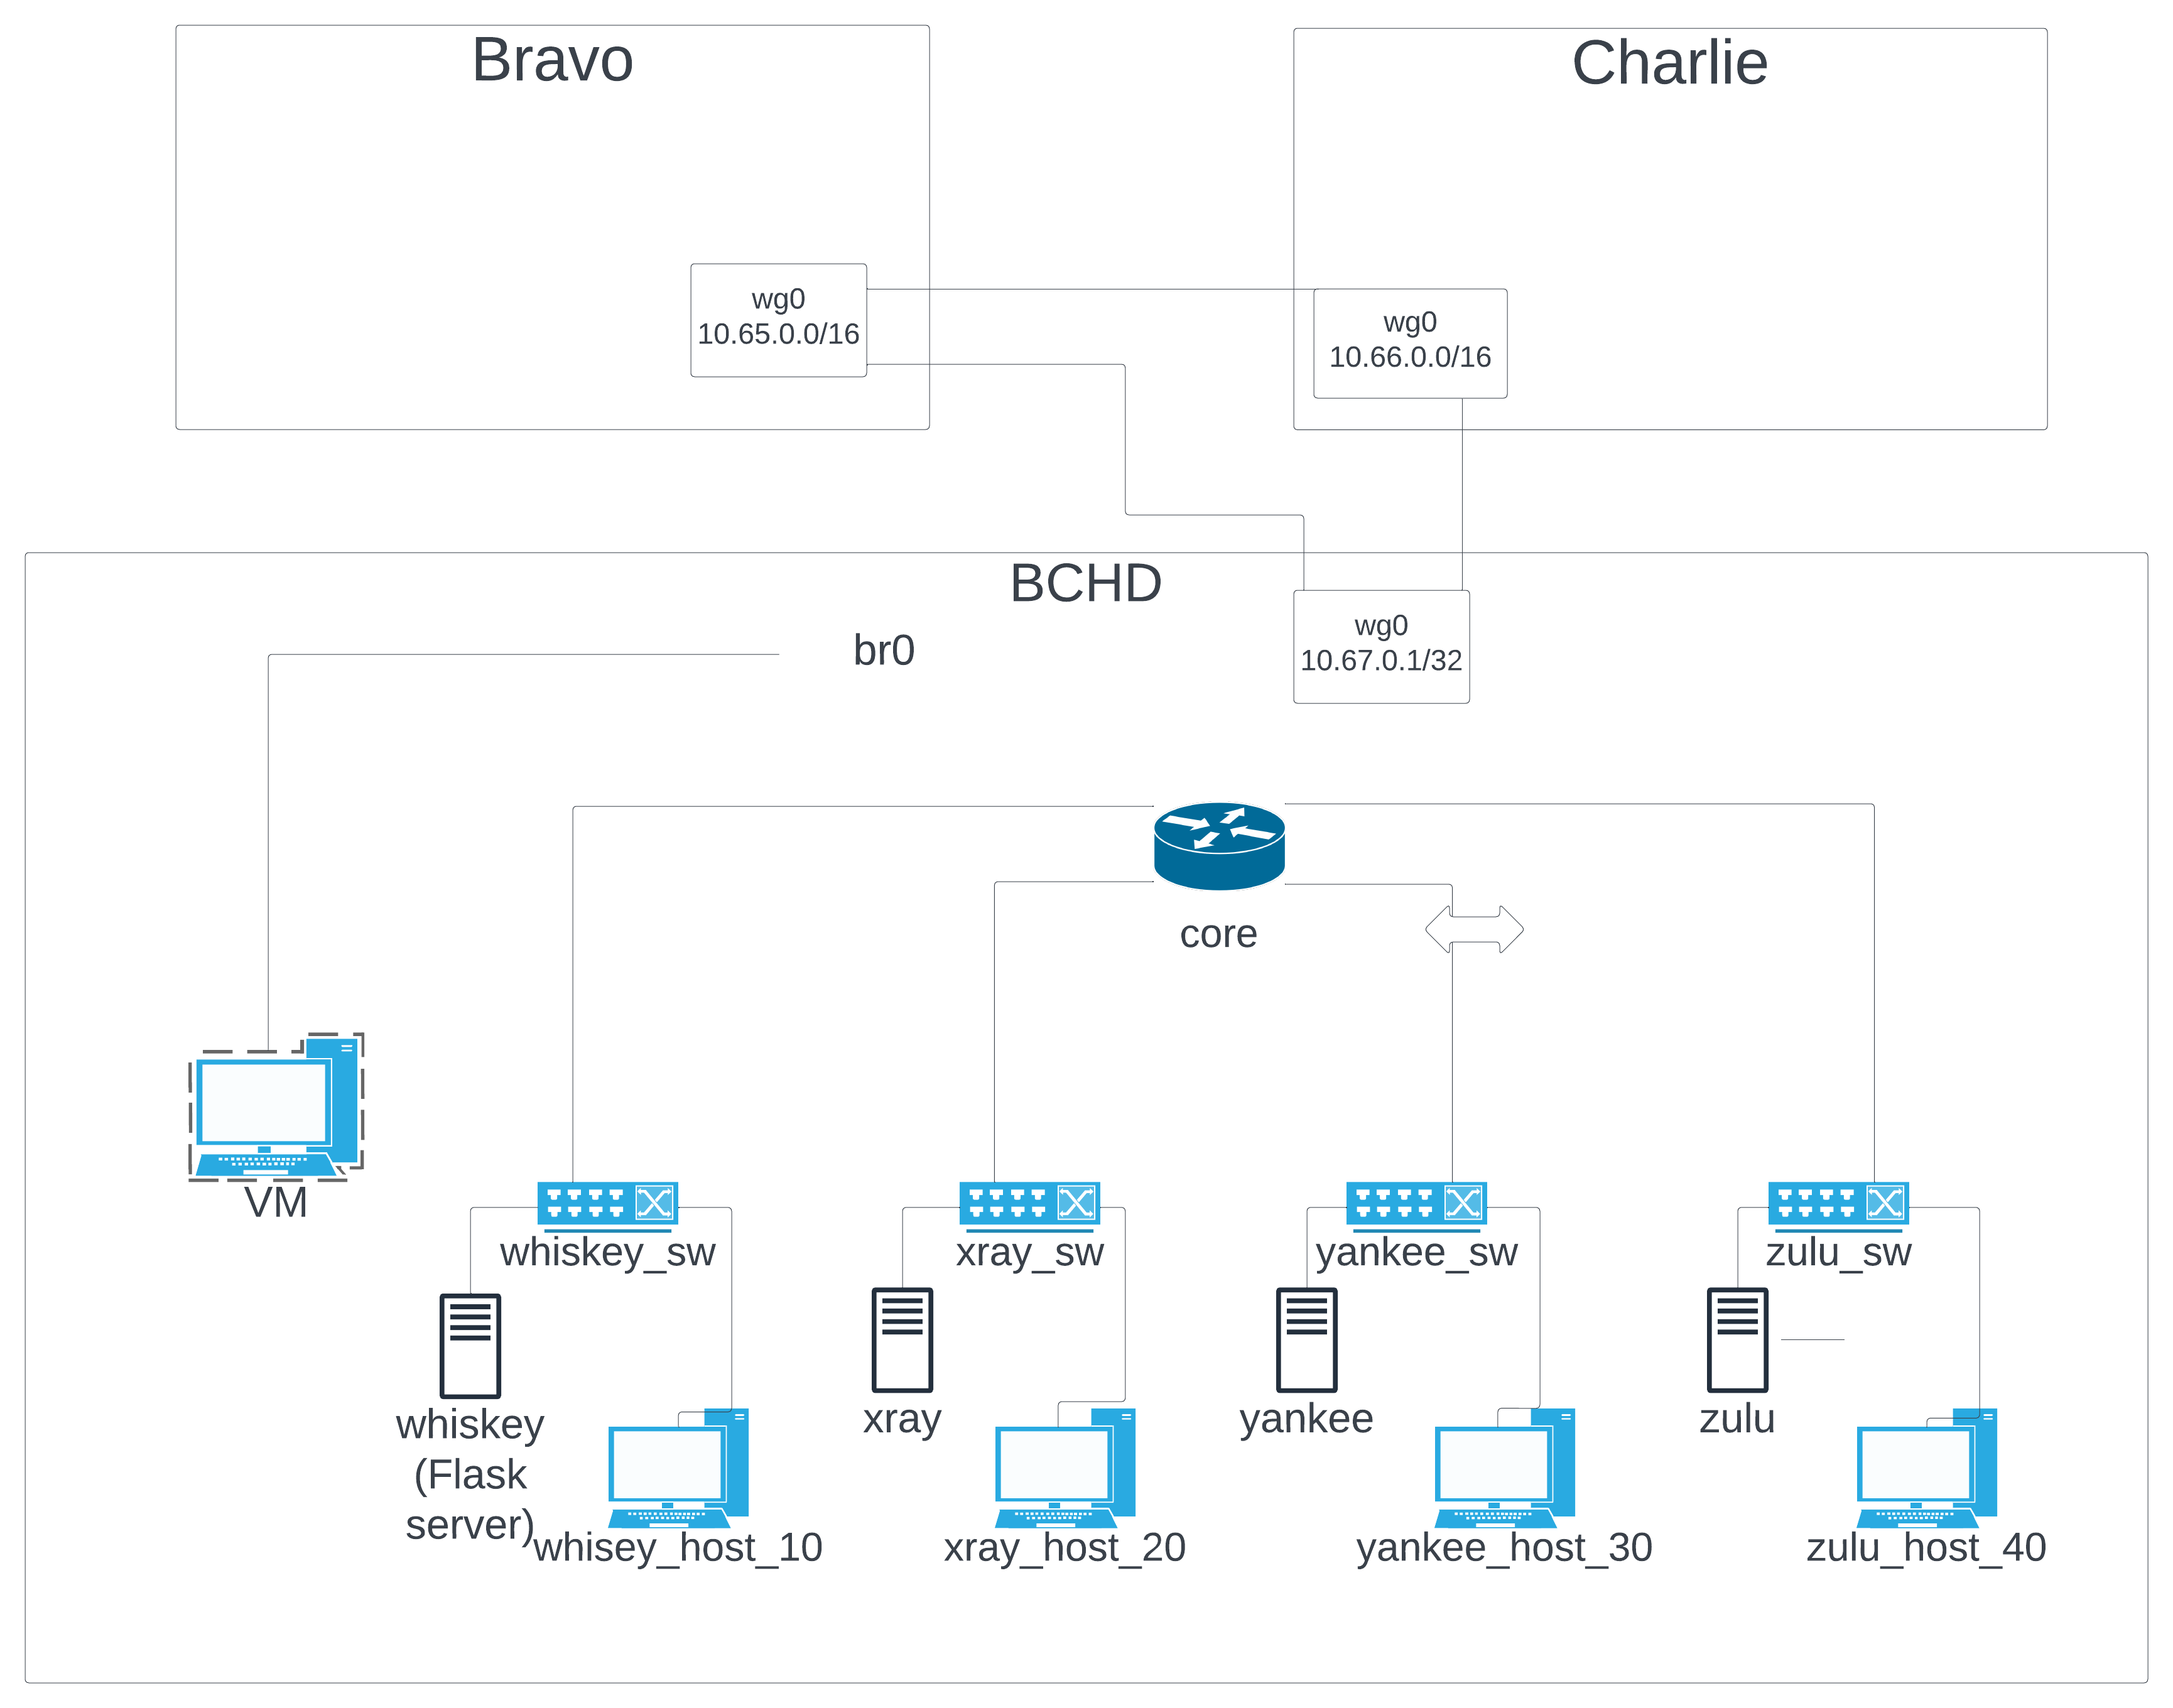 Bravo
Charlie
wg0
10.65.0.0/16
wg0
10.66.0.0/16
BCHD
br0
wg0
10.67.0.1/32
core
VM
whiskey_sw
xray_sw
yankee_sw
zulu_sw
whiskey
(Flask
server)
xray
yankee
zulu
whisey_host_10
xray_host_20
yankee_host_30
zulu_host_40